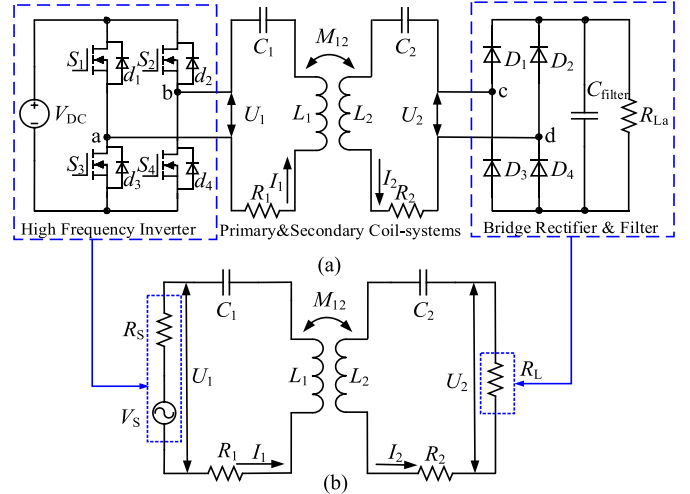 S1 d1 S2 d2
b
VDC
a
S3 d3 S4 d4
High Frequency Inverter
C1 M12 C2
U1 L1 L2 U2
R1 I1 I2 R2
Primary&Secondary Coil-systems
D1 D2
c Cfilter RLa
d
D3 D4
Bridge Rectifier & Filter
(a)
C1 M12 C2
RS U1 L1 L2 U2 RL
VS
R1 I1 I2 R2
(b)